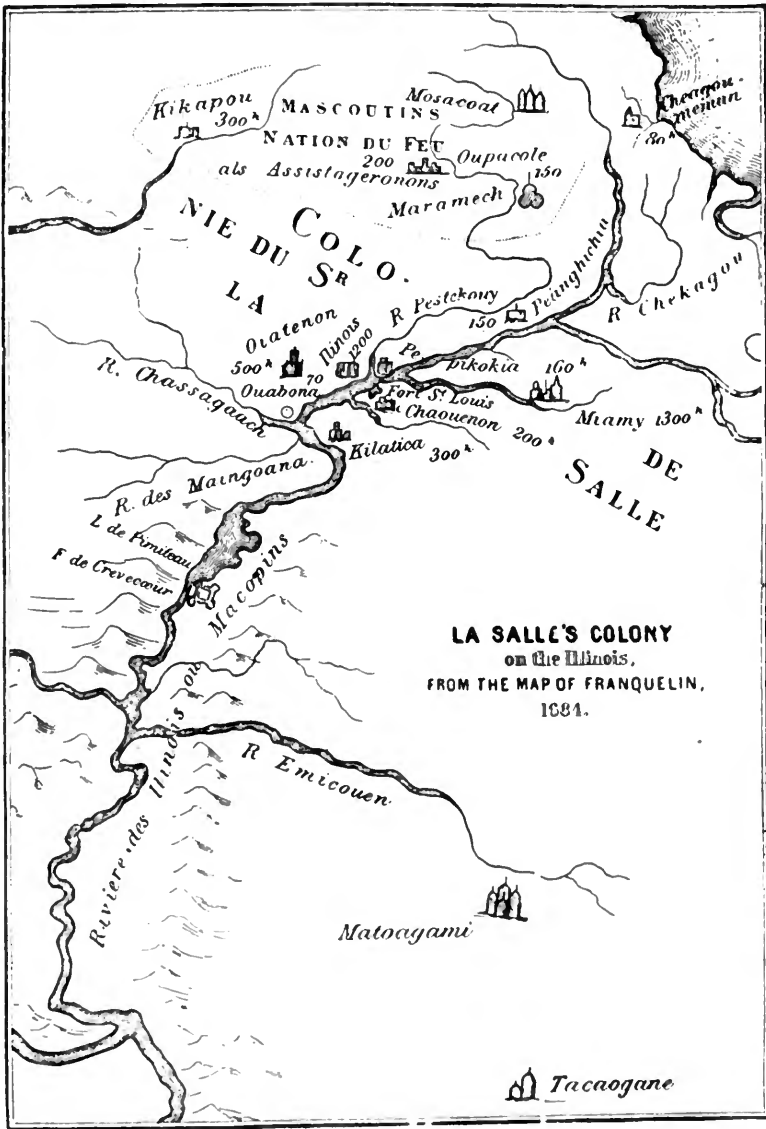 Kikapou
300 h
MASCOUTINS
Mosacoat
Cheagou-
memun
80 h
NATION DU FEU
200
Oupacole
als Assistageronons
150
Maramech
COLO-
NIE DU Sr
LA
R Pestekouy
Peanghichia
150
R Chekagou
Ouatenon
500 h
Ilinois
1200
70
Ouabona
Pe
pikokia
160 h
R. Chassagaach
Fort St Louis
Chaouenon 200 h
Miamy 1300 h
Kilatica
300 h
DE
SALLE
R. des Maingoana
L de Pimiteau
F de Crevecœur
Riviere des Ilinois ou Macopins
LA SALLE'S COLONY
on the Illinois,
FROM THE MAP OF FRANQUELIN,
1684.
R Emicouen
Matoagami
Tacaogane